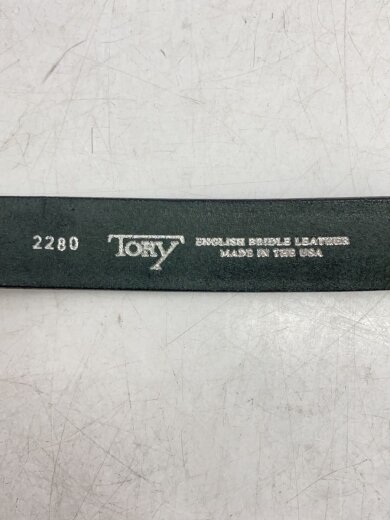 2280 TORY ENGLISH BRIDLE LEATHER
MADE IN THE USA